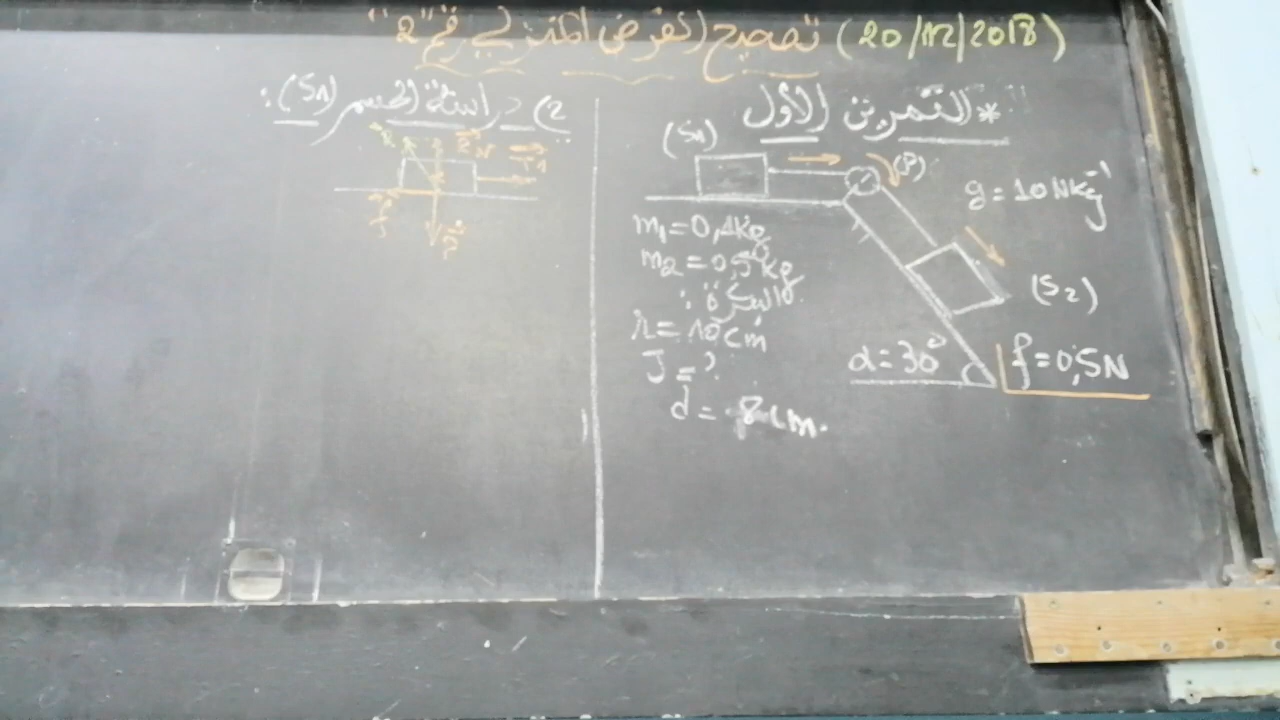 تصحيح الفرض المنزلي رقم "2" (20/12/2018)
* التمرين الأول
(S1)
(P)
g = 10 N kg⁻¹
m₁ = 0,4kg
m₂ = 0,5kg
البكرة :
r = 10 cm
J = ?
d = 8 cm.
(S₂)
α = 30°
f = 0,5N
2) دراسة الجسم (S1) :
R
T
f
P